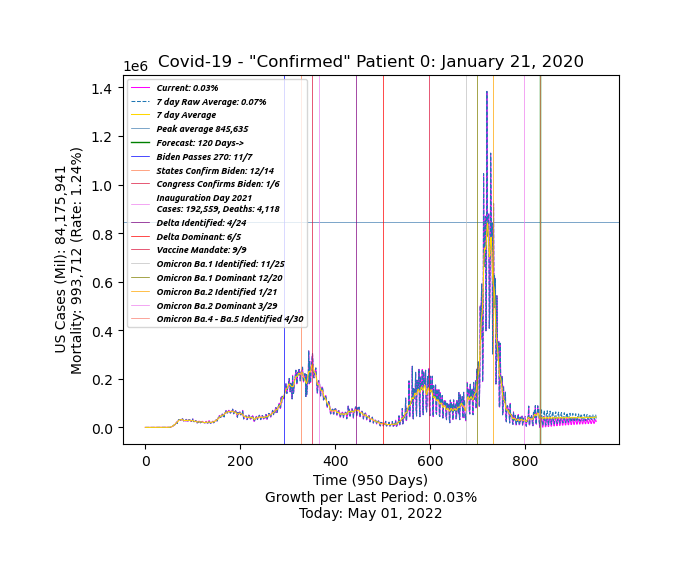 Covid-19 - "Confirmed" Patient 0: January 21, 2020
1e6
1.4
1.2
1.0
0.8
0.6
0.4
0.2
0.0
US Cases (Mil): 84,175,941
Mortality: 993,712 (Rate: 1.24%)
Current: 0.03%
7 day Raw Average: 0.07%
7 day Average
Peak average 845,635
Forecast: 120 Days->
Biden Passes 270: 11/7
States Confirm Biden: 12/14
Congress Confirms Biden: 1/6
Inauguration Day 2021
Cases: 192,559, Deaths: 4,118
Delta Identified: 4/24
Delta Dominant: 6/5
Vaccine Mandate: 9/9
Omicron Ba.1 Identified: 11/25
Omicron Ba.1 Dominant 12/20
Omicron Ba.2 Identified 1/21
Omicron Ba.2 Dominant 3/29
Omicron Ba.4 - Ba.5 Identified 4/30
0 200 400 600 800
Time (950 Days)
Growth per Last Period: 0.03%
Today: May 01, 2022